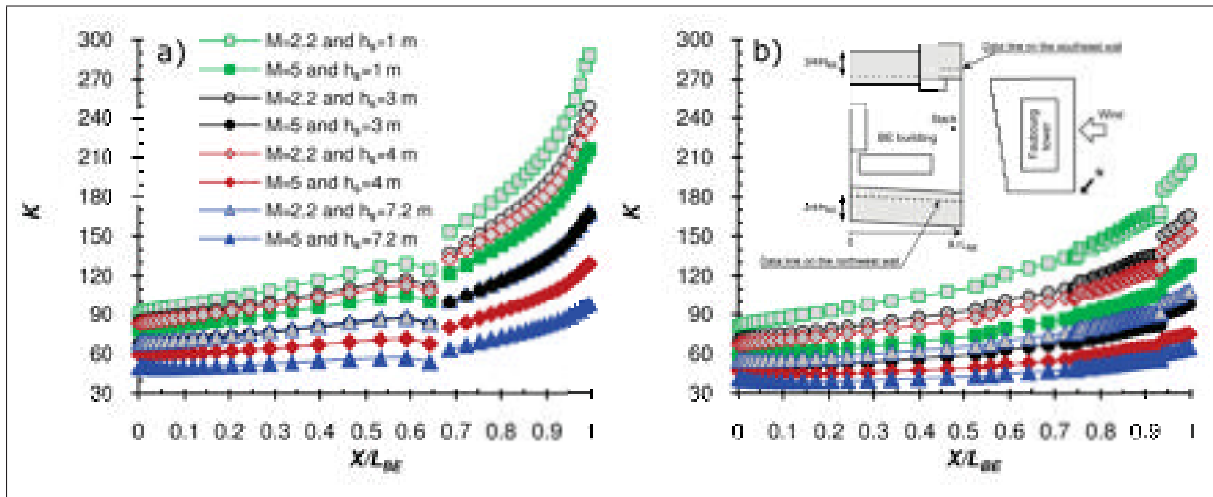 a)
M=2.2 and hs=1 m
M=5 and hs=1 m
M=2.2 and hs=3 m
M=5 and hs=3 m
M=2.2 and hs=4 m
M=5 and hs=4 m
M=2.2 and hs=7.2 m
M=5 and hs=7.2 m
300
270
240
210
180
150
120
90
60
30
K
0 0.1 0.2 0.3 0.4 0.5 0.6 0.7 0.8 0.9 1
X/LBE
b)
Data line on the southeast wall
Back
BE building
Faubourg tower
Wind
Data line on the northwest wall
0
300
270
240
210
180
150
120
90
60
30
K
0 0.1 0.2 0.3 0.4 0.5 0.6 0.7 0.8 0.9 1
X/LBE